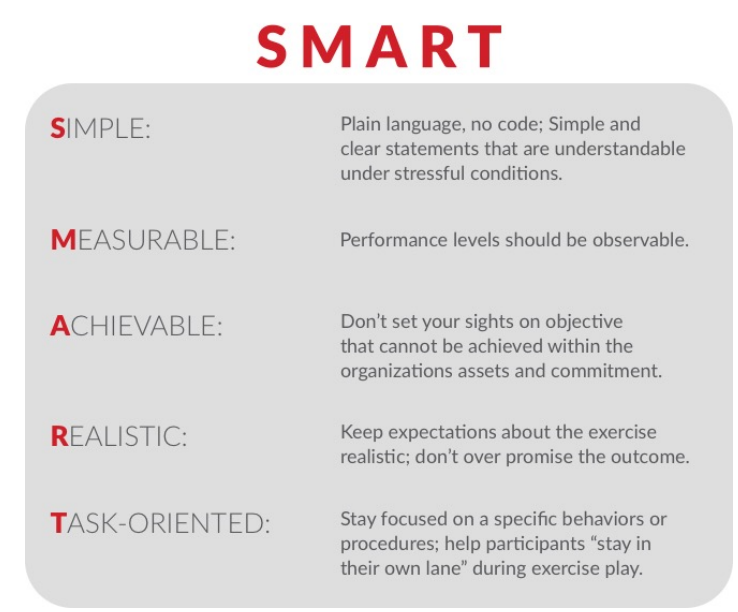 SMART
SIMPLE:
Plain language, no code; Simple and
clear statements that are understandable
under stressful conditions.
MEASURABLE:
Performance levels should be observable.
ACHIEVABLE:
Don't set your sights on objective
that cannot be achieved within the
organizations assets and commitment.
REALISTIC:
Keep expectations about the exercise
realistic; don't over promise the outcome.
TASK-ORIENTED:
Stay focused on a specific behaviors or
procedures; help participants “stay in
their own lane” during exercise play.